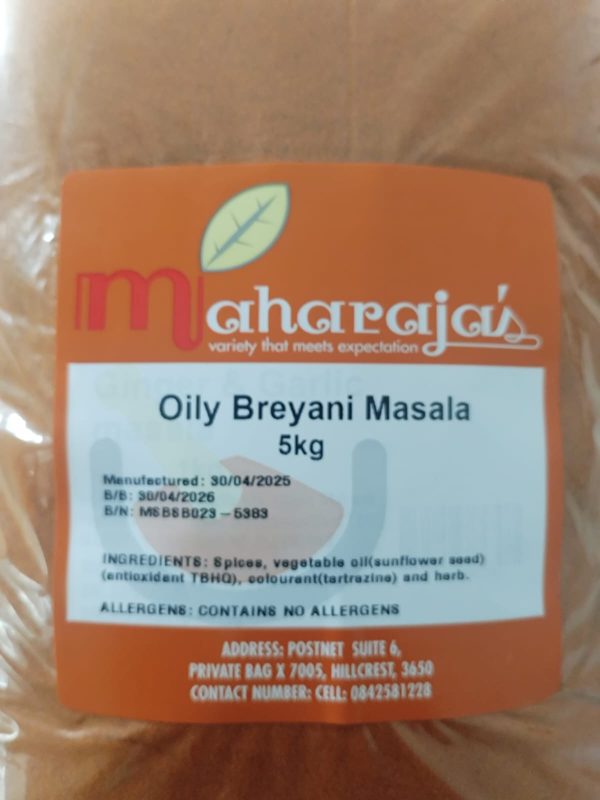 maharaja's
variety that meets expectation
Oily Breyani Masala
5kg
Manufactured: 30/04/2025
B/B: 30/04/2026
B/N: MSBSB023 – 5383
INGREDIENTS: Spices, vegetable oil(sunflower seed)
(antioxidant TBHQ), colourant(tartrazine) and herb.
ALLERGENS: CONTAINS NO ALLERGENS
ADDRESS: POSTNET SUITE 6,
PRIVATE BAG X 7005, HILLCREST, 3650
CONTACT NUMBER: CELL: 0842581228